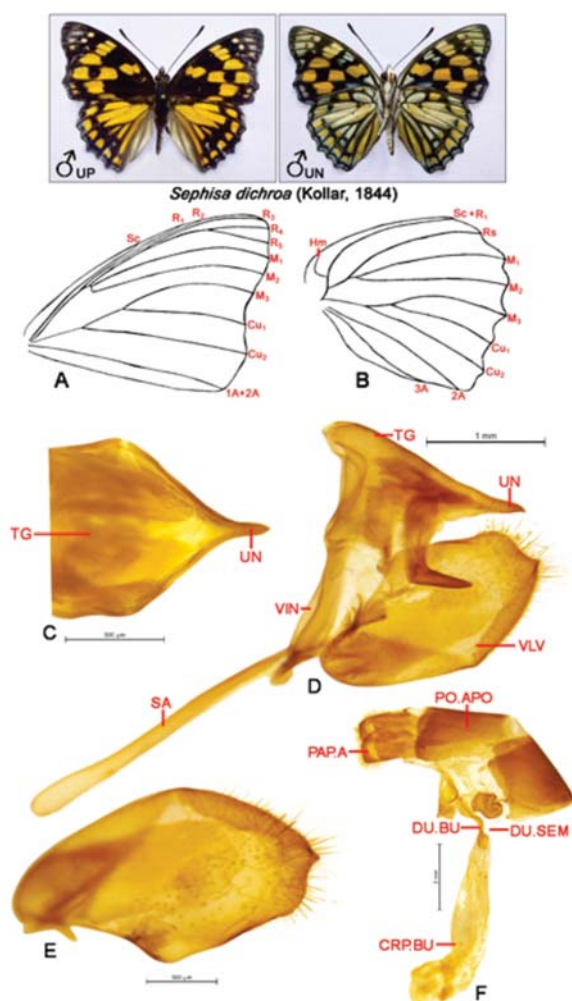 ♂UP ♂UN
Sephisa dichroa (Kollar, 1844)
Sc R1 R2 R3
R4
R5
M1
M2
M3
Cu1
Cu2
1A+2A
A
Sc+R1
Hm Rs
M1
M2
M3
Cu1
Cu2
3A 2A
B
TG
UN
C
500 µm
TG
1 mm
UN
VIN
VLV
D
SA
E
500 µm
PO.APO
PAP.A
DU.BU DU.SEM
CRP.BU
F